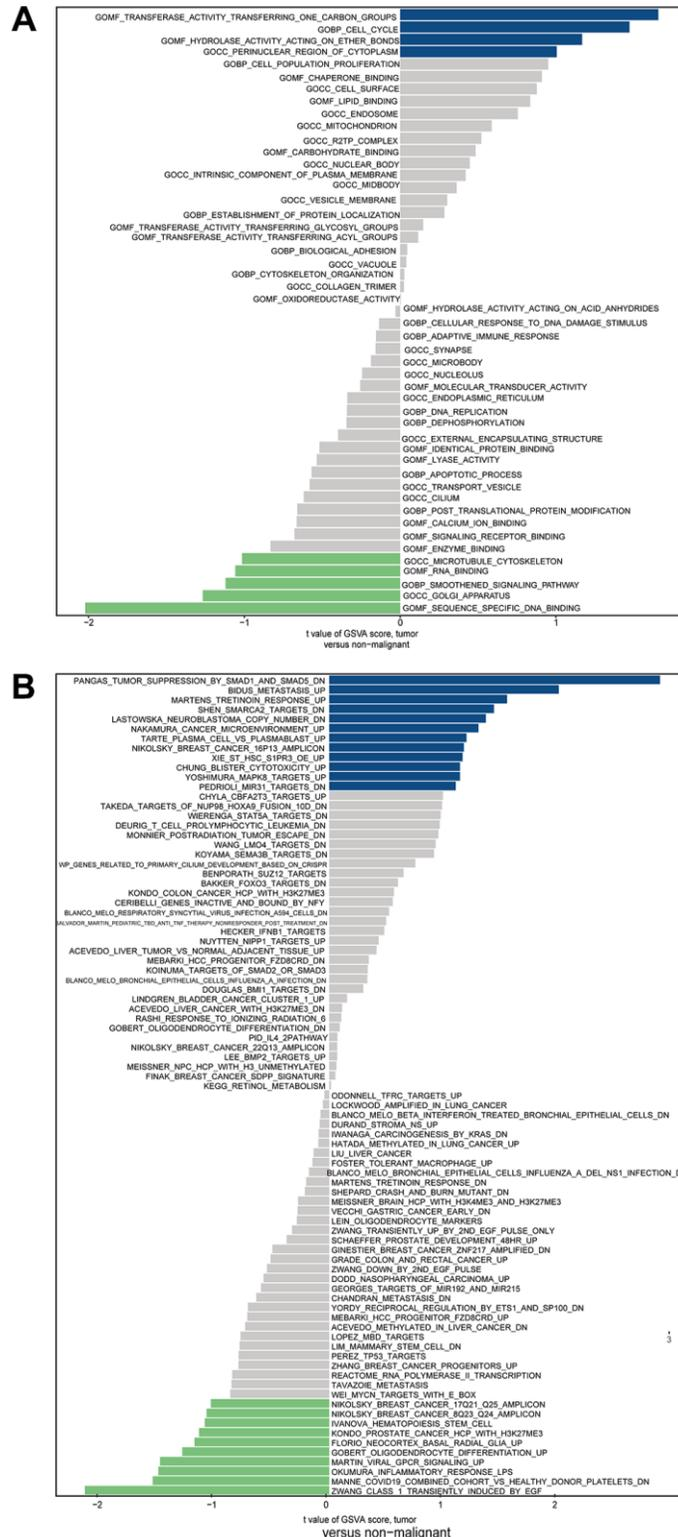 A
GOMF_TRANSFERASE_ACTIVITY_TRANSFERRING_ONE_CARBON_GROUPS
GOBP_CELL_CYCLE
GOMF_HYDROLASE_ACTIVITY_ACTING_ON_ETHER_BONDS
GOCC_PERINUCLEAR_REGION_OF_CYTOPLASM
GOBP_CELL_POPULATION_PROLIFERATION
GOMF_CHAPERONE_BINDING
GOCC_CELL_SURFACE
GOMF_LIPID_BINDING
GOCC_ENDOSOME
GOCC_MITOCHONDRION
GOCC_R2TP_COMPLEX
GOMF_CARBOHYDRATE_BINDING
GOCC_NUCLEAR_BODY
GOCC_INTRINSIC_COMPONENT_OF_PLASMA_MEMBRANE
GOCC_MIDBODY
GOCC_VESICLE_MEMBRANE
GOBP_ESTABLISHMENT_OF_PROTEIN_LOCALIZATION
GOMF_TRANSFERASE_ACTIVITY_TRANSFERRING_GLYCOSYL_GROUPS
GOMF_TRANSFERASE_ACTIVITY_TRANSFERRING_ACYL_GROUPS
GOBP_BIOLOGICAL_ADHESION
GOCC_VACUOLE
GOBP_CYTOSKELETON_ORGANIZATION
GOCC_COLLAGEN_TRIMER
GOMF_OXIDOREDUCTASE_ACTIVITY
GOMF_HYDROLASE_ACTIVITY_ACTING_ON_ACID_ANHYDRIDES
GOBP_CELLULAR_RESPONSE_TO_DNA_DAMAGE_STIMULUS
GOBP_ADAPTIVE_IMMUNE_RESPONSE
GOCC_SYNAPSE
GOCC_MICROBODY
GOCC_NUCLEOLUS
GOMF_MOLECULAR_TRANSDUCER_ACTIVITY
GOCC_ENDOPLASMIC_RETICULUM
GOBP_DNA_REPLICATION
GOBP_DEPHOSPHORYLATION
GOCC_EXTERNAL_ENCAPSULATING_STRUCTURE
GOMF_IDENTICAL_PROTEIN_BINDING
GOMF_LYASE_ACTIVITY
GOBP_APOPTOTIC_PROCESS
GOCC_TRANSPORT_VESICLE
GOCC_CILIUM
GOBP_POST_TRANSLATIONAL_PROTEIN_MODIFICATION
GOMF_CALCIUM_ION_BINDING
GOMF_SIGNALING_RECEPTOR_BINDING
GOMF_ENZYME_BINDING
GOCC_MICROTUBULE_CYTOSKELETON
GOMF_RNA_BINDING
GOBP_SMOOTHENED_SIGNALING_PATHWAY
GOCC_GOLGI_APPARATUS
GOMF_SEQUENCE_SPECIFIC_DNA_BINDING
−2 −1 0 1
t value of GSVA score, tumor
versus non-malignant
B
PANGAS_TUMOR_SUPPRESSION_BY_SMAD1_AND_SMAD5_DN
BIDUS_METASTASIS_UP
MARTENS_TRETINOIN_RESPONSE_UP
SHEN_SMARCA2_TARGETS_DN
LASTOWSKA_NEUROBLASTOMA_COPY_NUMBER_DN
NAKAMURA_CANCER_MICROENVIRONMENT_UP
TARTE_PLASMA_CELL_VS_PLASMABLAST_UP
NIKOLSKY_BREAST_CANCER_16P13_AMPLICON
XIE_ST_HSC_S1PR3_OE_UP
CHUNG_BLISTER_CYTOTOXICITY_UP
YOSHIMURA_MAPK8_TARGETS_UP
PEDRIOLI_MIR31_TARGETS_DN
CHYLA_CBFA2T3_TARGETS_UP
TAKEDA_TARGETS_OF_NUP98_HOXA9_FUSION_10D_DN
WIERENGA_STAT5A_TARGETS_DN
DEURIG_T_CELL_PROLYMPHOCYTIC_LEUKEMIA_DN
MONNIER_POSTRADIATION_TUMOR_ESCAPE_DN
WANG_LMO4_TARGETS_DN
KOYAMA_SEMA3B_TARGETS_DN
WP_GENES_RELATED_TO_PRIMARY_CILIUM_DEVELOPMENT_BASED_ON_CRISPR
BENPORATH_SUZ12_TARGETS
BAKKER_FOXO3_TARGETS_DN
KONDO_COLON_CANCER_HCP_WITH_H3K27ME3
CERIBELLI_GENES_INACTIVE_AND_BOUND_BY_NFY
BLANCO_MELO_RESPIRATORY_SYNCYTIAL_VIRUS_INFECTION_A594_CELLS_DN
SALVADOR_MARTIN_PEDIATRIC_TBD_ANTI_TNF_THERAPY_NONRESPONDER_POST_TREATMENT_DN
HECKER_IFNB1_TARGETS
NUYTTEN_NIPP1_TARGETS_UP
ACEVEDO_LIVER_TUMOR_VS_NORMAL_ADJACENT_TISSUE_UP
MEBARKI_HCC_PROGENITOR_FZD8CRD_DN
KOINUMA_TARGETS_OF_SMAD2_OR_SMAD3
BLANCO_MELO_BRONCHIAL_EPITHELIAL_CELLS_INFLUENZA_A_INFECTION_DN
DOUGLAS_BMI1_TARGETS_DN
LINDGREN_BLADDER_CANCER_CLUSTER_1_UP
ACEVEDO_LIVER_CANCER_WITH_H3K27ME3_DN
RASHI_RESPONSE_TO_IONIZING_RADIATION_6
GOBERT_OLIGODENDROCYTE_DIFFERENTIATION_DN
PID_IL4_2PATHWAY
NIKOLSKY_BREAST_CANCER_22Q13_AMPLICON
LEE_BMP2_TARGETS_UP
MEISSNER_NPC_HCP_WITH_H3_UNMETHYLATED
FINAK_BREAST_CANCER_SDPP_SIGNATURE
KEGG_RETINOL_METABOLISM
ODONNELL_TFRC_TARGETS_UP
LOCKWOOD_AMPLIFIED_IN_LUNG_CANCER
BLANCO_MELO_BETA_INTERFERON_TREATED_BRONCHIAL_EPITHELIAL_CELLS_DN
DURAND_STROMA_NS_UP
IWANAGA_CARCINOGENESIS_BY_KRAS_DN
HATADA_METHYLATED_IN_LUNG_CANCER_UP
LIU_LIVER_CANCER
FOSTER_TOLERANT_MACROPHAGE_UP
BLANCO_MELO_BRONCHIAL_EPITHELIAL_CELLS_INFLUENZA_A_DEL_NS1_INFECTION_D
MARTENS_TRETINOIN_RESPONSE_DN
SHEPARD_CRASH_AND_BURN_MUTANT_DN
MEISSNER_BRAIN_HCP_WITH_H3K4ME3_AND_H3K27ME3
VECCHI_GASTRIC_CANCER_EARLY_DN
LEIN_OLIGODENDROCYTE_MARKERS
ZWANG_TRANSIENTLY_UP_BY_2ND_EGF_PULSE_ONLY
SCHAEFFER_PROSTATE_DEVELOPMENT_48HR_UP
GINESTIER_BREAST_CANCER_ZNF217_AMPLIFIED_DN
GRADE_COLON_AND_RECTAL_CANCER_UP
ZWANG_DOWN_BY_2ND_EGF_PULSE
DODD_NASOPHARYNGEAL_CARCINOMA_UP
GEORGES_TARGETS_OF_MIR192_AND_MIR215
CHANDRAN_METASTASIS_DN
YORDY_RECIPROCAL_REGULATION_BY_ETS1_AND_SP100_DN
MEBARKI_HCC_PROGENITOR_FZD8CRD_UP
ACEVEDO_METHYLATED_IN_LIVER_CANCER_DN
LOPEZ_MBD_TARGETS
LIM_MAMMARY_STEM_CELL_DN
PEREZ_TP53_TARGETS
ZHANG_BREAST_CANCER_PROGENITORS_UP
REACTOME_RNA_POLYMERASE_II_TRANSCRIPTION
TAVAZOIE_METASTASIS
WEI_MYCN_TARGETS_WITH_E_BOX
NIKOLSKY_BREAST_CANCER_17Q21_Q25_AMPLICON
NIKOLSKY_BREAST_CANCER_8Q23_Q24_AMPLICON
IVANOVA_HEMATOPOIESIS_STEM_CELL
KONDO_PROSTATE_CANCER_HCP_WITH_H3K27ME3
FLORIO_NEOCORTEX_BASAL_RADIAL_GLIA_UP
GOBERT_OLIGODENDROCYTE_DIFFERENTIATION_UP
MARTIN_VIRAL_GPCR_SIGNALING_UP
OKUMURA_INFLAMMATORY_RESPONSE_LPS
MANNE_COVID19_COMBINED_COHORT_VS_HEALTHY_DONOR_PLATELETS_DN
ZWANG_CLASS_1_TRANSIENTLY_INDUCED_BY_EGF
3
−2 −1 0 1 2
t value of GSVA score, tumor
versus non-malignant